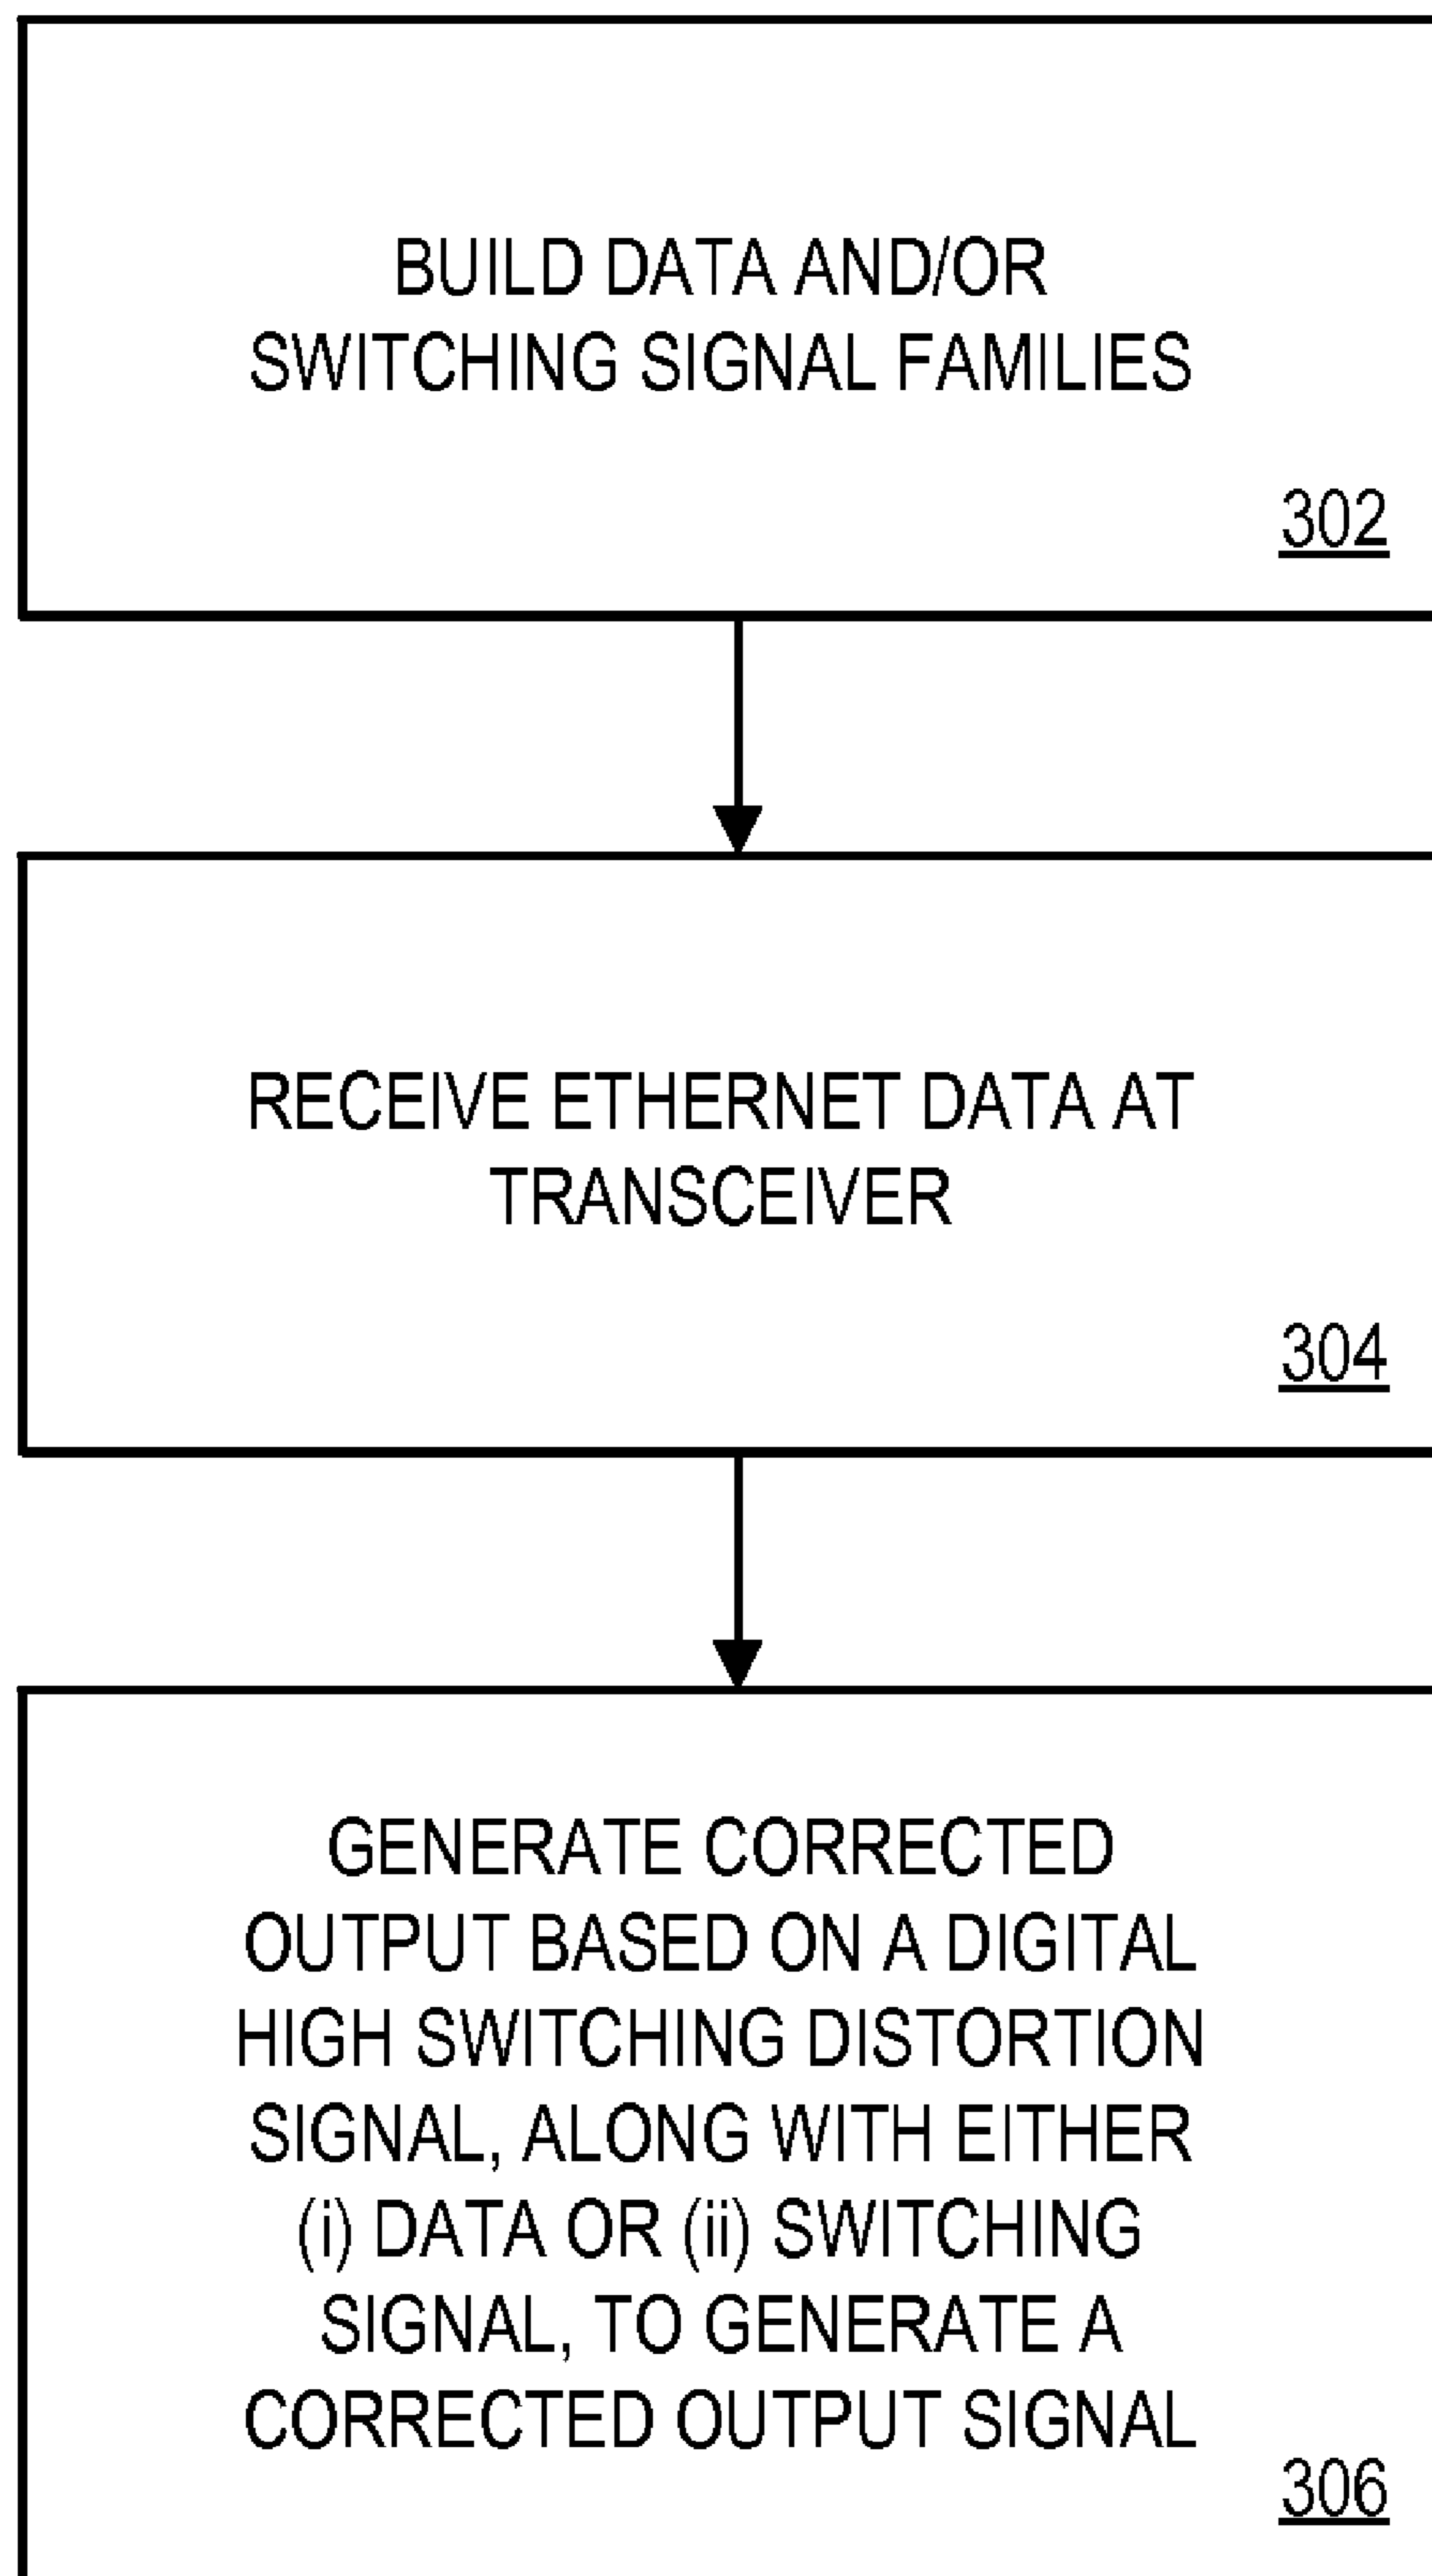 BUILD DATA AND/OR
SWITCHING SIGNAL FAMILIES
302
RECEIVE ETHERNET DATA AT
TRANSCEIVER
304
GENERATE CORRECTED
OUTPUT BASED ON A DIGITAL
HIGH SWITCHING DISTORTION
SIGNAL, ALONG WITH EITHER
(i) DATA OR (ii) SWITCHING
SIGNAL, TO GENERATE A
CORRECTED OUTPUT SIGNAL
306